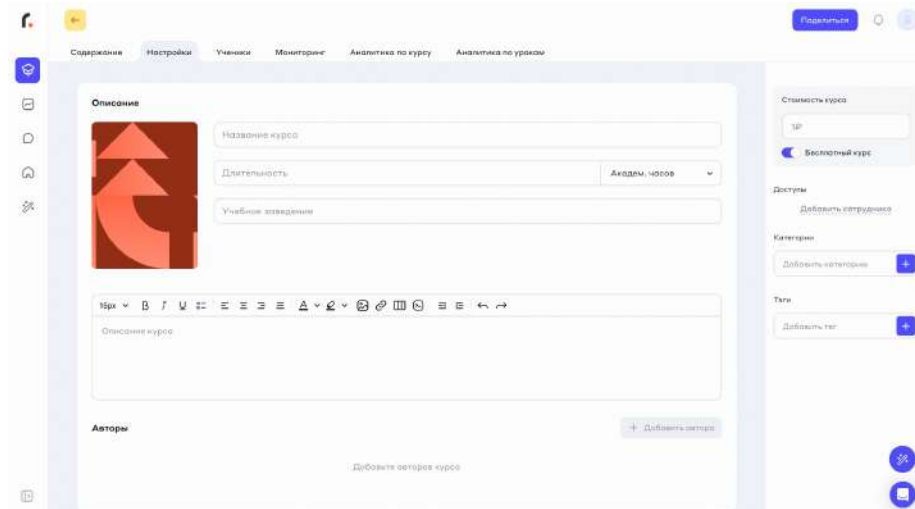 r.
Поделиться
Содержание Настройки Ученики Мониторинг Аналитика по курсу Аналитика по урокам
Описание
Название курса
Длительность
Академ. часов
Учебное заведение
16px
Описание курса
Авторы
+ Добавить автора
Добавьте авторов курса
Стоимость курса
1₽
Бесплатный курс
Доступы
Добавить сотрудника
Категории
Добавить категорию
Теги
Добавить тег